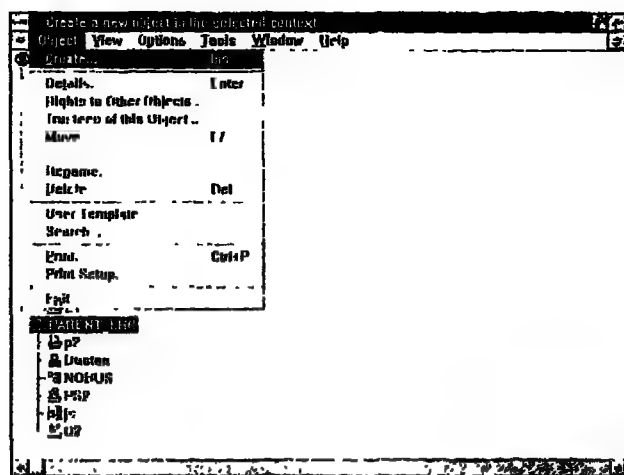 Create a new object in the selected context
Object View Options Tools Window Help
Create... Ins
Details. Enter
Rights to Other Objects .
Trustees of this Object ..
Move F7
Rename.
Delete Del
User Template
Search .
Print. Ctrl+P
Print Setup.
Exit
p?
NOBUS